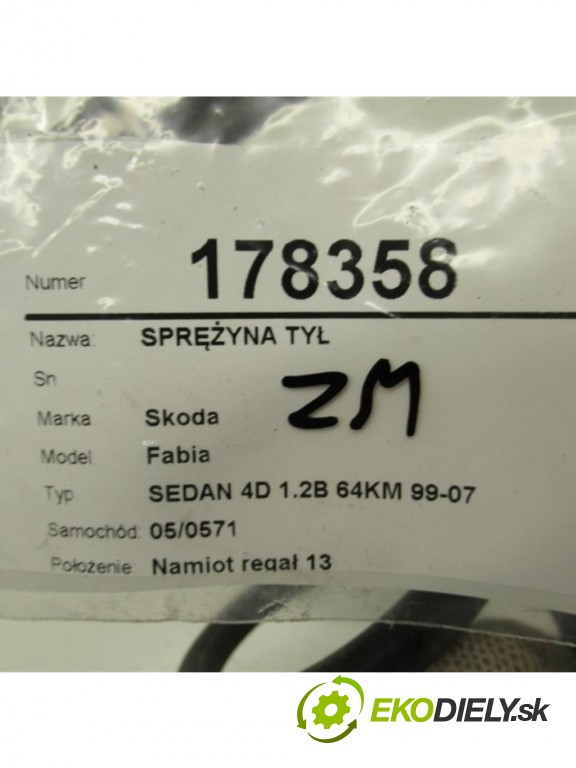 Numer 178358
Nazwa: SPRĘŻYNA TYŁ
Sn
ZM
Marka Skoda
Model Fabia
Typ SEDAN 4D 1.2B 64KM 99-07
Samochód: 05/0571
Położenie: Namiot regał 13
EKODIELY.sk